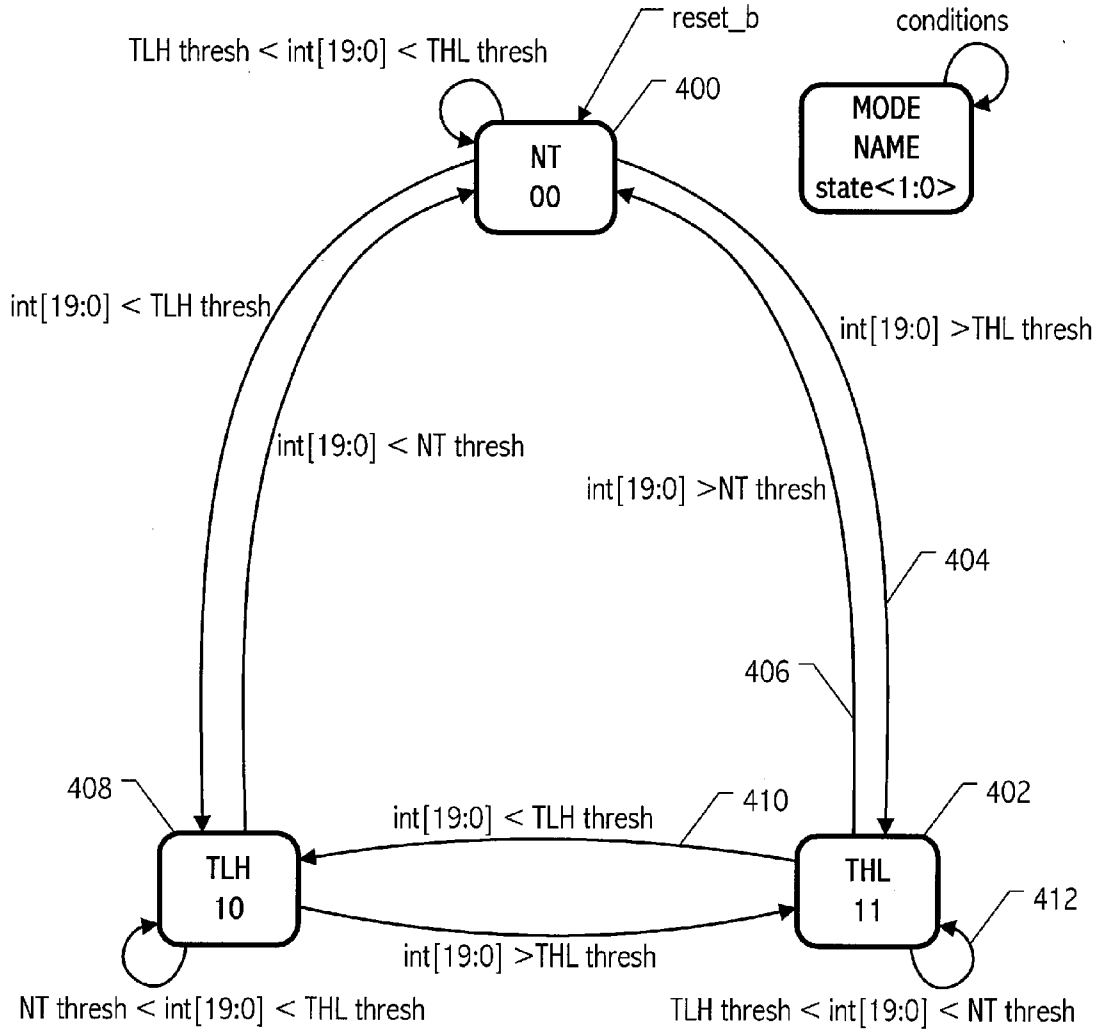 reset_b
conditions
TLH thresh < int[19:0] < THL thresh
400
MODE
NAME
state<1:0>
NT
00
int[19:0] < TLH thresh
int[19:0] >THL thresh
int[19:0] < NT thresh
int[19:0] >NT thresh
404
406
408
410
402
int[19:0] < TLH thresh
TLH
10
THL
11
412
int[19:0] >THL thresh
NT thresh < int[19:0] < THL thresh
TLH thresh < int[19:0] < NT thresh